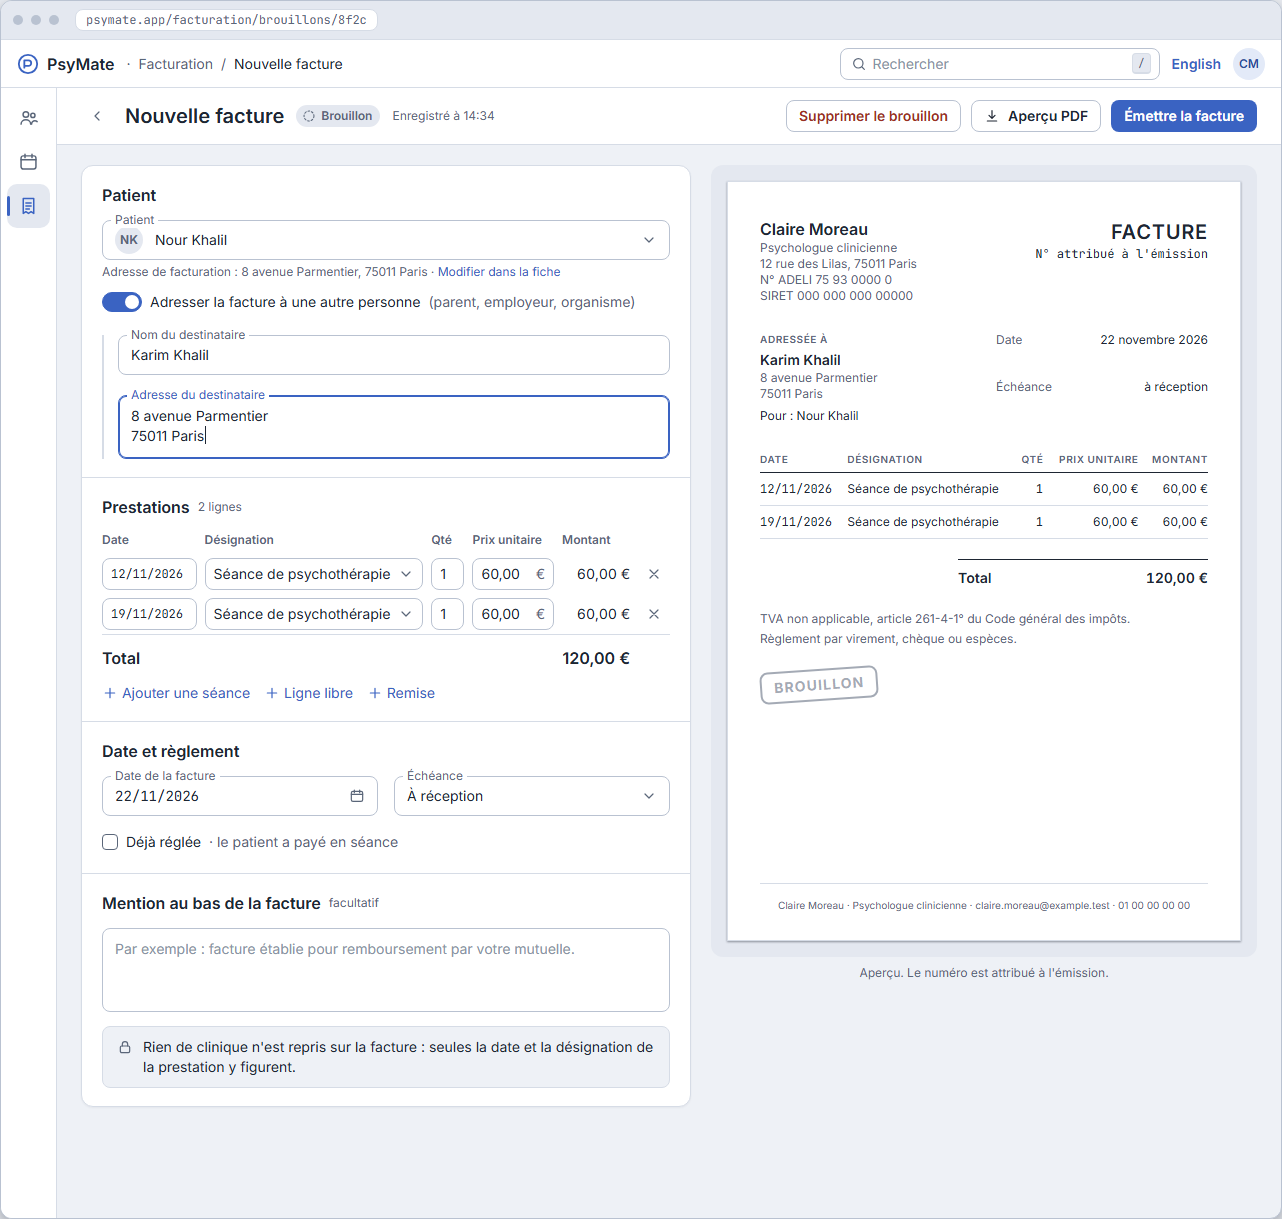 psymate.app/facturation/brouillons/8f2c
PsyMate · Facturation / Nouvelle facture
Rechercher /
English
CM
Nouvelle facture
Brouillon
Enregistré à 14:34
Supprimer le brouillon
Aperçu PDF
Émettre la facture
Patient
Patient
NK Nour Khalil
Adresse de facturation : 8 avenue Parmentier, 75011 Paris · Modifier dans la fiche
Adresser la facture à une autre personne (parent, employeur, organisme)
Nom du destinataire
Karim Khalil
Adresse du destinataire
8 avenue Parmentier
75011 Paris
Prestations 2 lignes
Date Désignation Qté Prix unitaire Montant
12/11/2026 Séance de psychothérapie 1 60,00 € 60,00 €
19/11/2026 Séance de psychothérapie 1 60,00 € 60,00 €
Total 120,00 €
Ajouter une séance
Ligne libre
Remise
Date et règlement
Date de la facture
22/11/2026
Échéance
À réception
Déjà réglée · le patient a payé en séance
Mention au bas de la facture facultatif
Par exemple : facture établie pour remboursement par votre mutuelle.
Rien de clinique n'est repris sur la facture : seules la date et la désignation de
la prestation y figurent.
Claire Moreau
Psychologue clinicienne
12 rue des Lilas, 75011 Paris
N° ADELI 75 93 0000 0
SIRET 000 000 000 00000
FACTURE
N° attribué à l'émission
ADRESSÉE À
Karim Khalil
8 avenue Parmentier
75011 Paris
Pour : Nour Khalil
Date 22 novembre 2026
Échéance à réception
DATE DÉSIGNATION QTÉ PRIX UNITAIRE MONTANT
12/11/2026 Séance de psychothérapie 1 60,00 € 60,00 €
19/11/2026 Séance de psychothérapie 1 60,00 € 60,00 €
Total 120,00 €
TVA non applicable, article 261-4-1° du Code général des impôts.
Règlement par virement, chèque ou espèces.
BROUILLON
Claire Moreau · Psychologue clinicienne · claire.moreau@example.test · 01 00 00 00 00
Aperçu. Le numéro est attribué à l'émission.